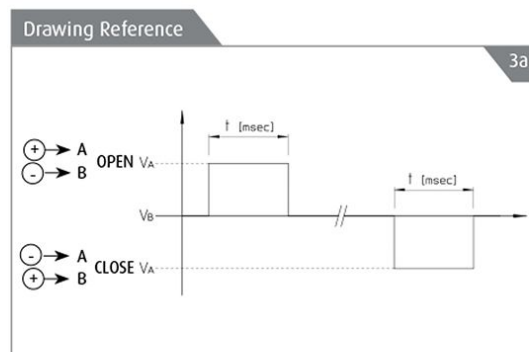 Drawing Reference
3a
t [msec]
+ A
- B
OPEN VA
t [msec]
VB
//
- A
+ B
CLOSE VA